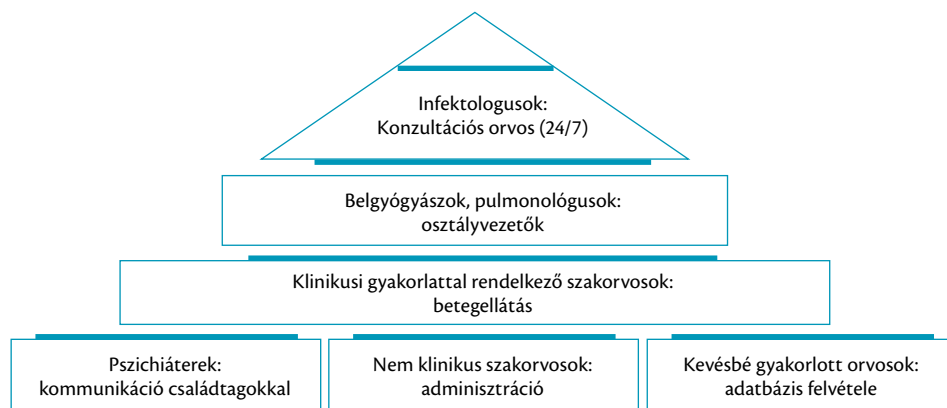 Infektologusok:
Konzultációs orvos (24/7)
Belgyógyászok, pulmonológusok:
osztályvezetők
Klinikusi gyakorlattal rendelkező szakorvosok:
betegellátás
Pszichiáterek:
kommunikáció családtagokkal
Nem klinikus szakorvosok:
adminisztráció
Kevésbé gyakorlott orvosok:
adatbázis felvétele